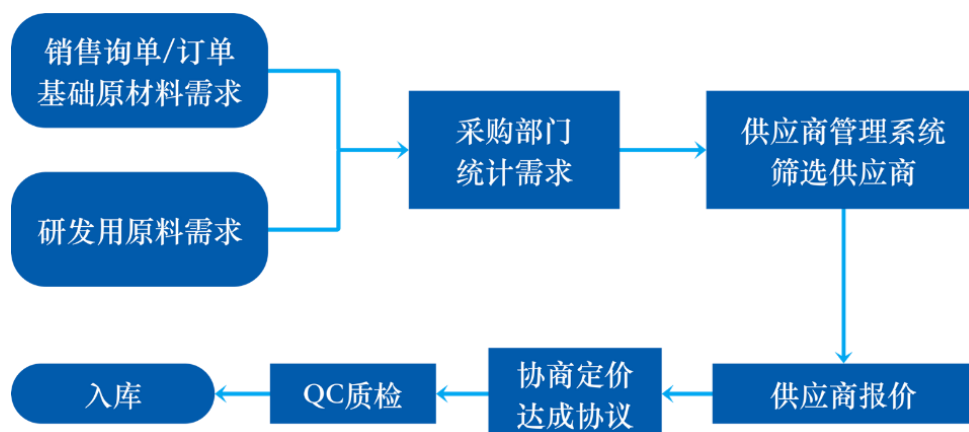 销售询单/订单
基础原材料需求
研发用原料需求
采购部门
统计需求
供应商管理系统
筛选供应商
供应商报价
协商定价
达成协议
QC质检
入库